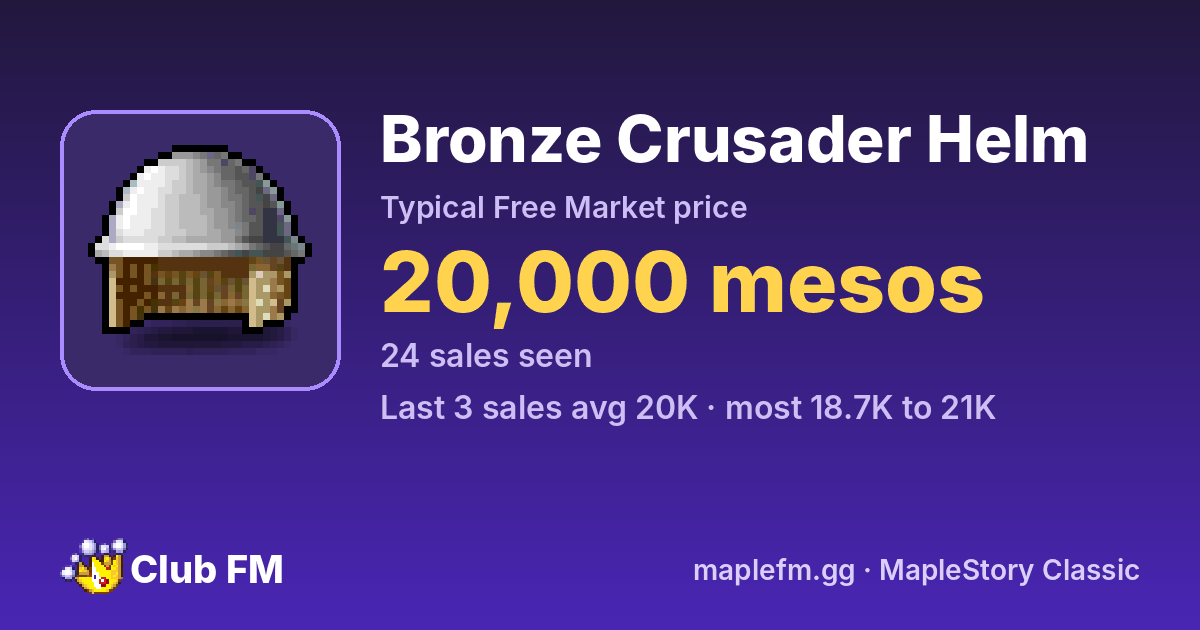 Bronze Crusader Helm
Typical Free Market price
20,000 mesos
24 sales seen
Last 3 sales avg 20K · most 18.7K to 21K
Club FM
maplefm.gg · MapleStory Classic